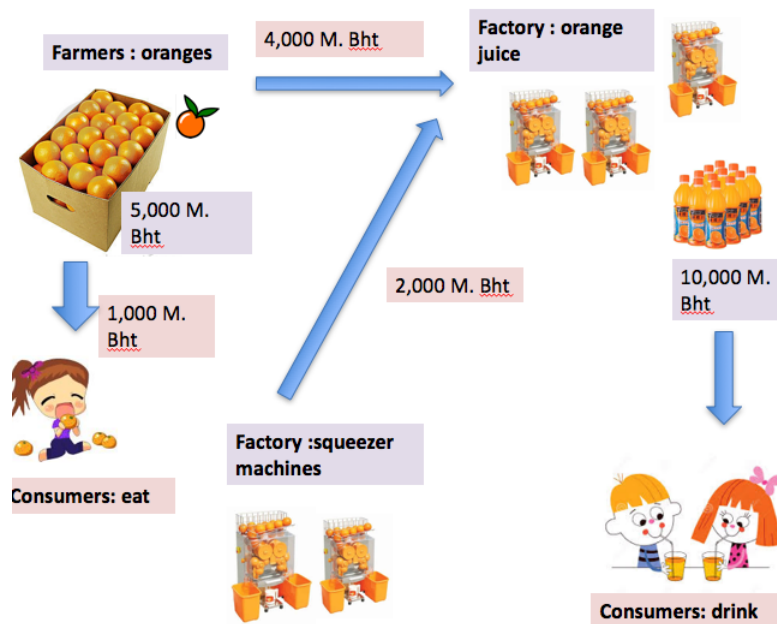 Farmers : oranges
4,000 M. Bht
Factory : orange
juice
5,000 M.
Bht
1,000 M.
Bht
2,000 M. Bht
10,000 M.
Bht
Consumers: eat
Factory :squeezer
machines
Consumers: drink